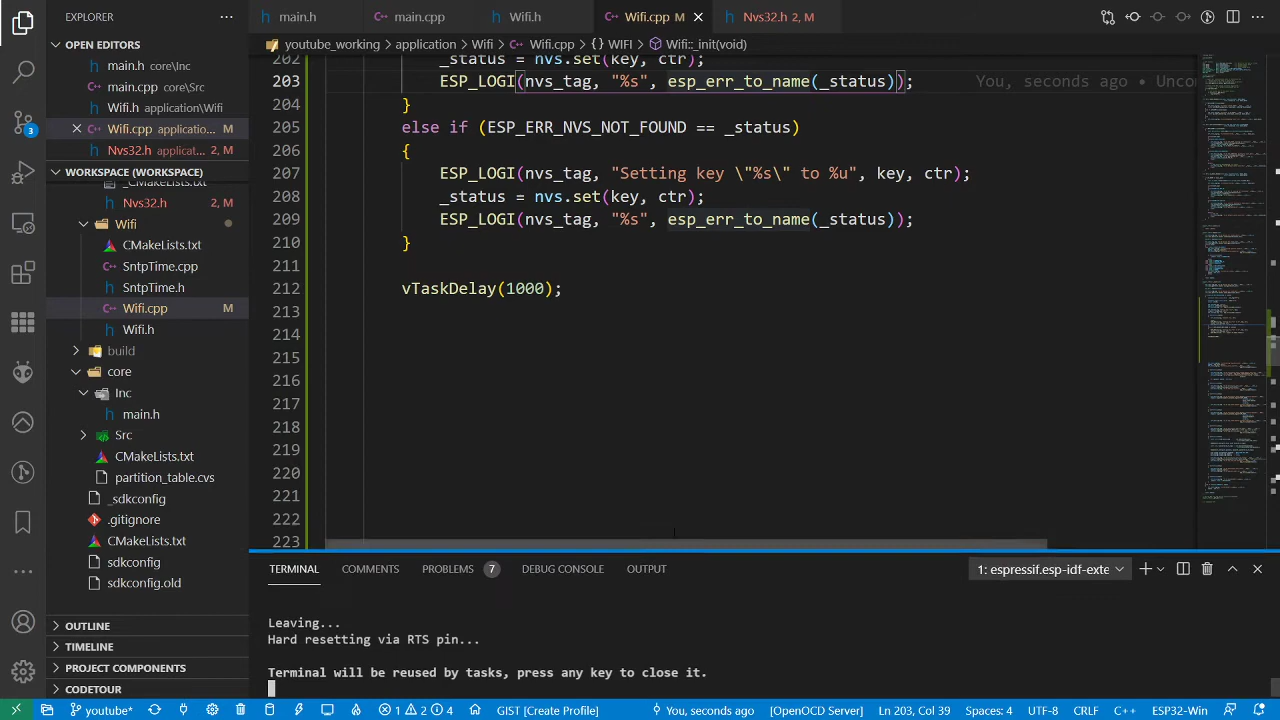 EXPLORER
main.h
main.cpp
Wifi.h
Wifi.cpp M
Nvs32.h 2, M
OPEN EDITORS
youtube_working
application
Wifi
Wifi.cpp
{} WIFI
Wifi::_init(void)
main.h core\Inc
main.cpp core\Src
Wifi.h application\Wifi
Wifi.cpp applicatio... M
Nvs32.h applicat... 2, M
WORKSPACE (WORKSPACE)
CMakeLists.txt
Nvs32.h 2, M
Wifi
CMakeLists.txt
SntpTime.cpp
SntpTime.h
Wifi.cpp M
Wifi.h
build
core
Inc
main.h
Src
CMakeLists.txt
partition_table.cvs
_sdkconfig
.gitignore
CMakeLists.txt
sdkconfig
sdkconfig.old
OUTLINE
TIMELINE
PROJECT COMPONENTS
CODETOUR
3
202 _status = nvs.set(key, ctr);
203 ESP_LOGI(nvs_tag, "%s", esp_err_to_name(_status)); You, seconds ago • Unco
204 }
205 else if (ESP_ERR_NVS_NOT_FOUND == _status)
206 {
207 ESP_LOGI(nvs_tag, "Setting key \"%s\" to %u", key, ctr);
208 _status = nvs.set(key, ctr);
209 ESP_LOGI(nvs_tag, "%s", esp_err_to_name(_status));
210 }
211
212 vTaskDelay(1000);
213
214
215
216
217
218
219
220
221
222
223
TERMINAL COMMENTS PROBLEMS 7 DEBUG CONSOLE OUTPUT 1: espressif.esp-idf-exte
Leaving...
Hard resetting via RTS pin...
Terminal will be reused by tasks, press any key to close it.
youtube* 1 2 4 GIST [Create Profile] You, seconds ago [OpenOCD Server] Ln 203, Col 39 Spaces: 4 UTF-8 CRLF C++ ESP32-Win